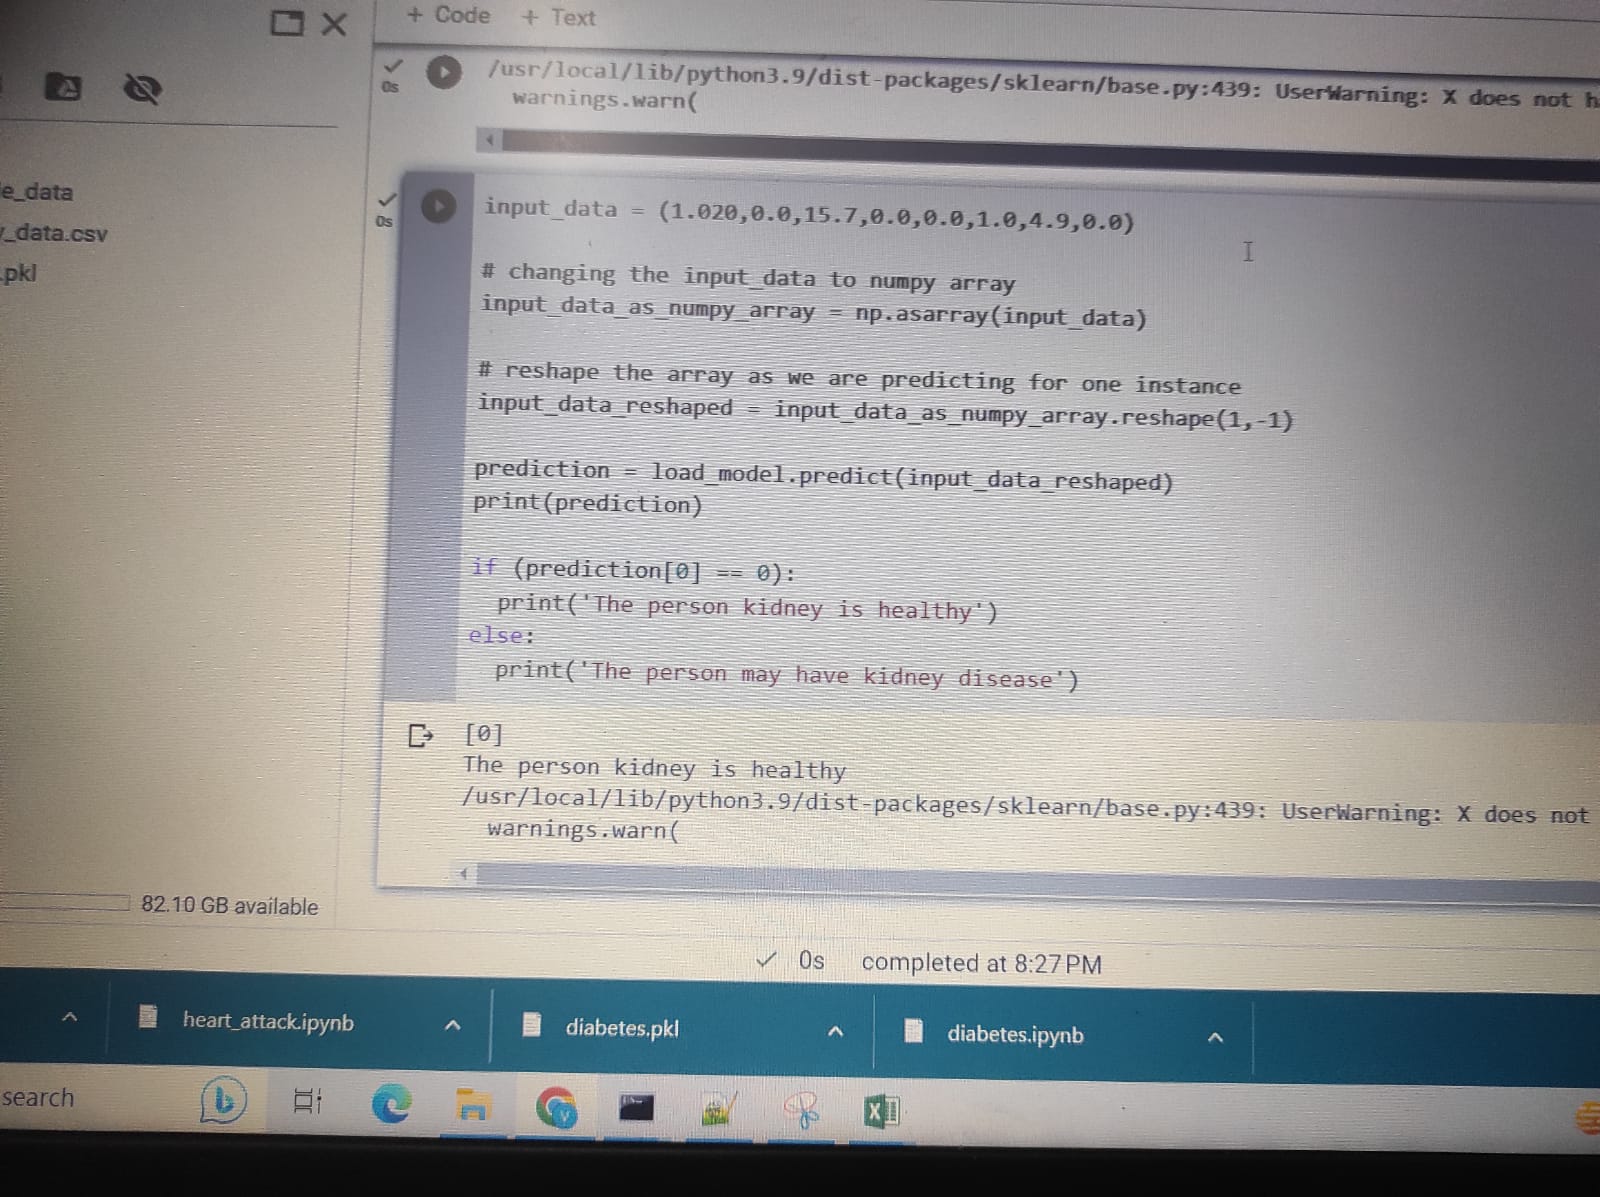 + Code + Text
0s
/usr/local/lib/python3.9/dist-packages/sklearn/base.py:439: UserWarning: X does not
warnings.warn(
e_data
_data.csv
.pkl
0s
input_data = (1.020,0.0,15.7,0.0,0.0,1.0,4.9,0.0)
# changing the input_data to numpy array
input_data_as_numpy_array = np.asarray(input_data)
# reshape the array as we are predicting for one instance
input_data_reshaped = input_data_as_numpy_array.reshape(1,-1)
prediction = load_model.predict(input_data_reshaped)
print(prediction)
if (prediction[0] == 0):
print('The person kidney is healthy')
else:
print('The person may have kidney disease')
[0]
The person kidney is healthy
/usr/local/lib/python3.9/dist-packages/sklearn/base.py:439: UserWarning: X does not
warnings.warn(
82.10 GB available
0s completed at 8:27 PM
heart_attack.ipynb
diabetes.pkl
diabetes.ipynb
search